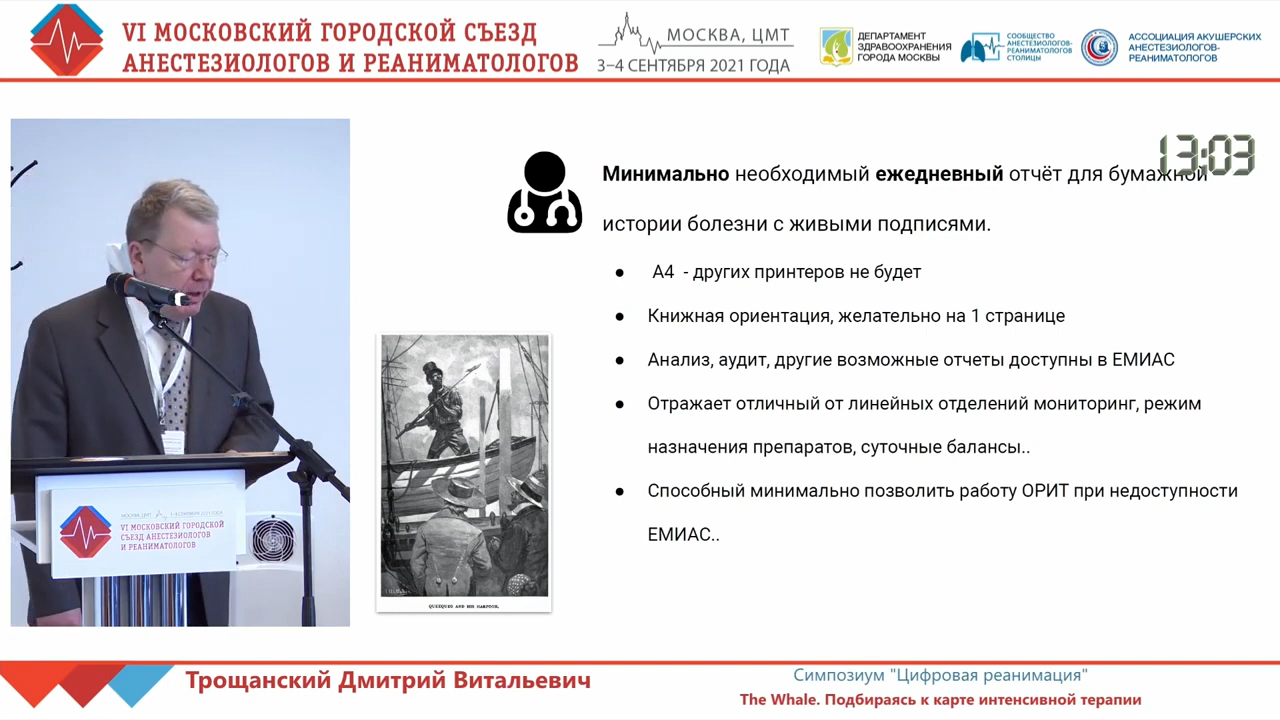 VI МОСКОВСКИЙ ГОРОДСКОЙ СЪЕЗД
АНЕСТЕЗИОЛОГОВ И РЕАНИМАТОЛОГОВ
МОСКВА, ЦМТ
3–4 СЕНТЯБРЯ 2021 ГОДА
ДЕПАРТАМЕНТ
ЗДРАВООХРАНЕНИЯ
ГОРОДА МОСКВЫ
СООБЩЕСТВО
АНЕСТЕЗИОЛОГОВ-
РЕАНИМАТОЛОГОВ
СТОЛИЦЫ
АССОЦИАЦИЯ АКУШЕРСКИХ
АНЕСТЕЗИОЛОГОВ-
РЕАНИМАТОЛОГОВ
13:03
Минимально необходимый ежедневный отчёт для бумажной
истории болезни с живыми подписями.
● А4 - других принтеров не будет
● Книжная ориентация, желательно на 1 странице
● Анализ, аудит, другие возможные отчеты доступны в ЕМИАС
● Отражает отличный от линейных отделений мониторинг, режим
назначения препаратов, суточные балансы..
● Способный минимально позволить работу ОРИТ при недоступности
ЕМИАС..
QUEEQUEG AND HIS HARPOON.
VI МОСКОВСКИЙ ГОРОДСКОЙ
СЪЕЗД АНЕСТЕЗИОЛОГОВ
И РЕАНИМАТОЛОГОВ
Трощанский Дмитрий Витальевич
Симпозиум "Цифровая реанимация"
The Whale. Подбираясь к карте интенсивной терапии